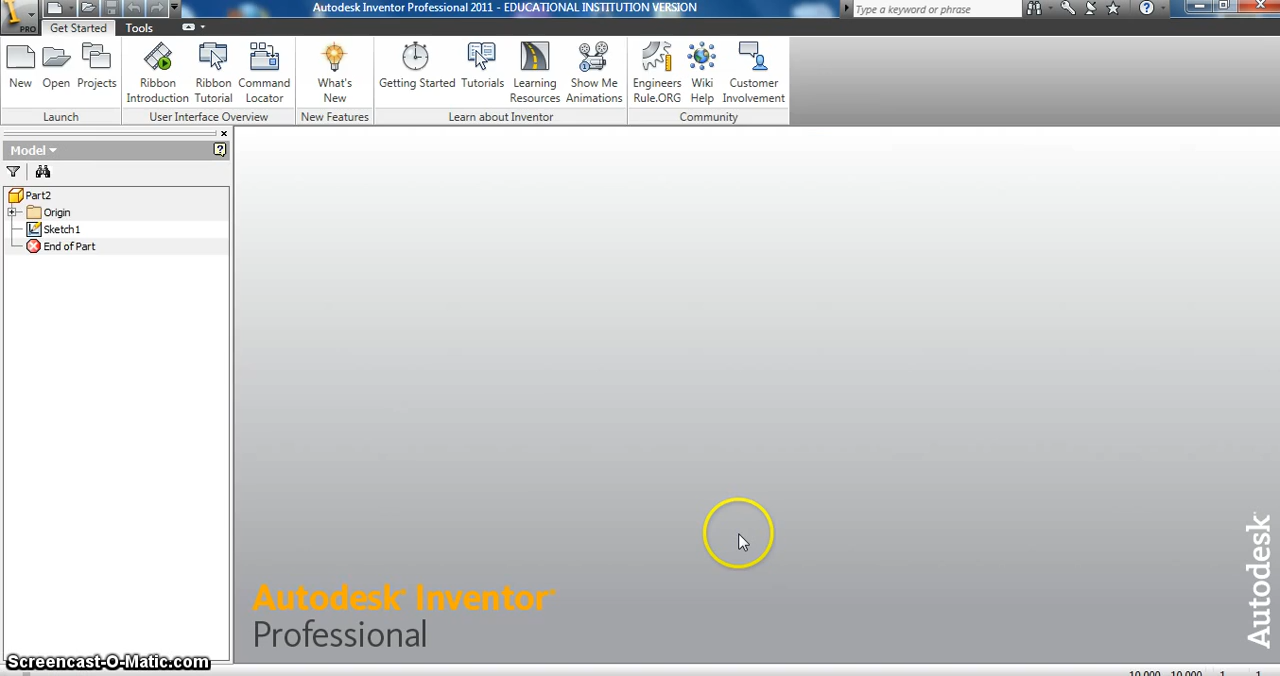 Autodesk Inventor Professional 2011 - EDUCATIONAL INSTITUTION VERSION
Type a keyword or phrase
PRO
Get Started Tools
New Open Projects
Ribbon Introduction
Ribbon Tutorial
Command Locator
What's New
Getting Started
Tutorials
Learning Resources
Show Me Animations
Engineers Rule.ORG
Wiki Help
Customer Involvement
Launch User Interface Overview New Features Learn about Inventor Community
Model
Part2
Origin
Sketch1
End of Part
Autodesk
Autodesk® Inventor®
Professional
Screencast-O-Matic.com